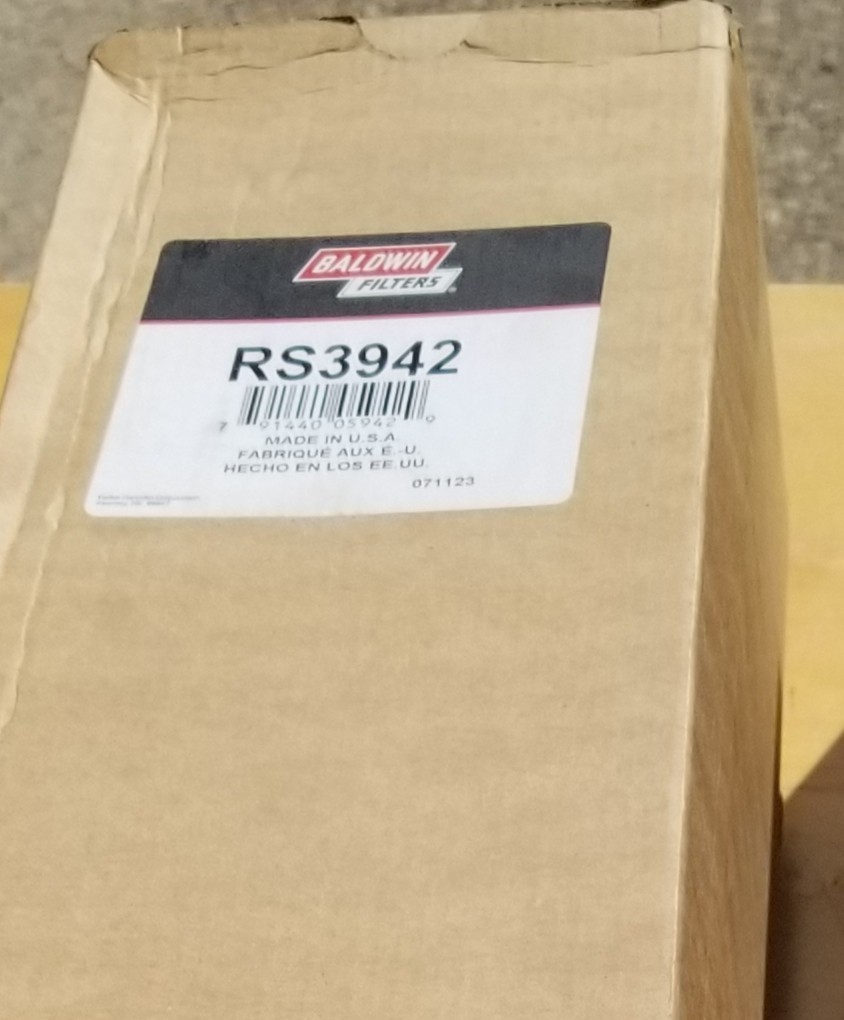 BALDWIN
FILTERS
RS3942
7 91440 05942 9
MADE IN U.S.A.
FABRIQUÉ AUX É.-U.
HECHO EN LOS EE.UU.
071123